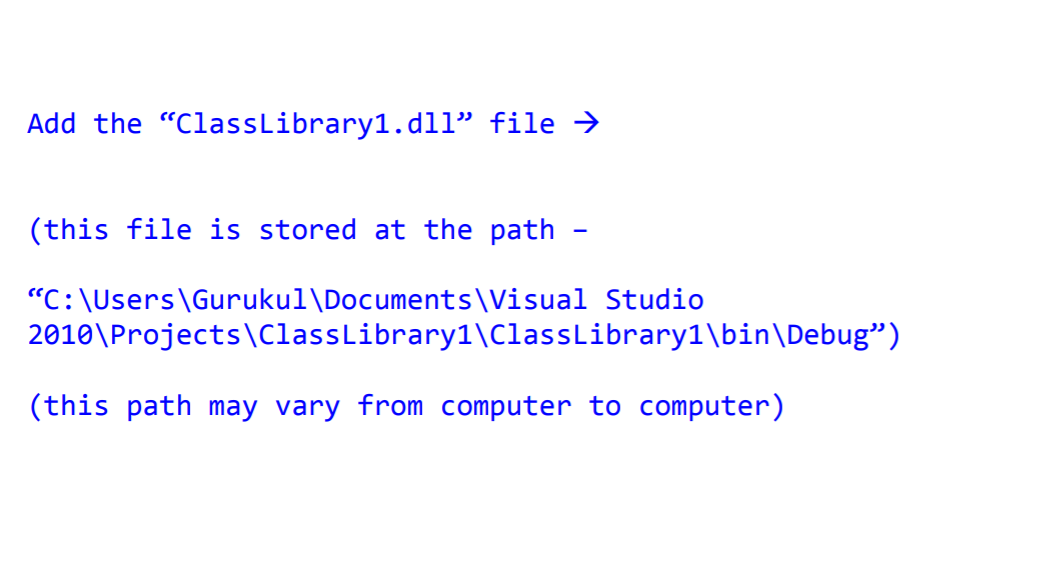 Add the “ClassLibrary1.dll” file →
(this file is stored at the path –
“C:\Users\Gurukul\Documents\Visual Studio
2010\Projects\ClassLibrary1\ClassLibrary1\bin\Debug”)
(this path may vary from computer to computer)